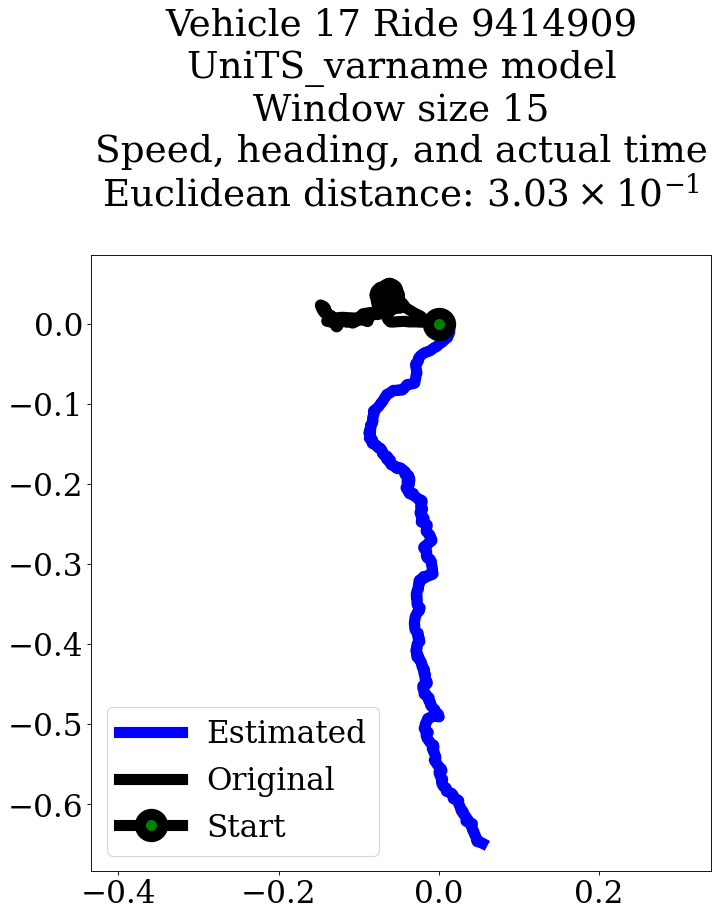 Vehicle 17 Ride 9414909
UniTS_varname model
Window size 15
Speed, heading, and actual time
Euclidean distance: $3.03 \times 10^{-1}$
0.0
−0.1
−0.2
−0.3
−0.4
−0.5
−0.6
Estimated
Original
Start
−0.4 −0.2 0.0 0.2